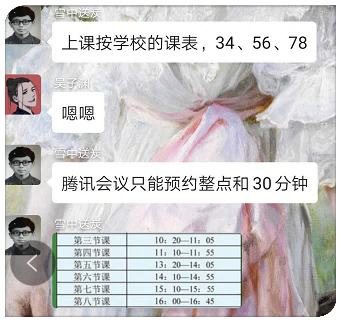 雪中送炭
上课按学校的课表，34、56、78
吴子渊
嗯嗯
雪中送炭
腾讯会议只能预约整点和30分钟
雪中送炭
第三节课 10：20—11：05
第四节课 11：10—11：55
第五节课 13：20—14：05
第六节课 14：10—14：55
第七节课 15：10—15：55
第八节课 16：00—16：45